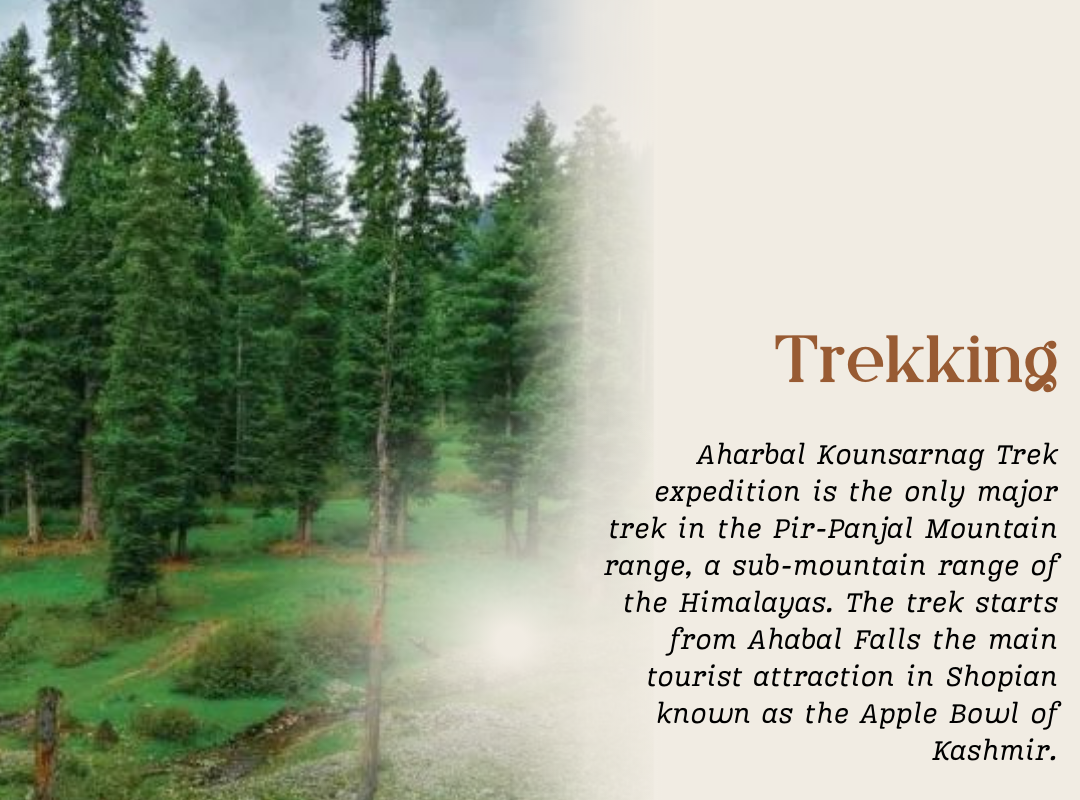 Trekking
Aharbal Kounsarnag Trek
expedition is the only major
trek in the Pir-Panjal Mountain
range, a sub-mountain range of
the Himalayas. The trek starts
from Ahabal Falls the main
tourist attraction in Shopian
known as the Apple Bowl of
Kashmir.